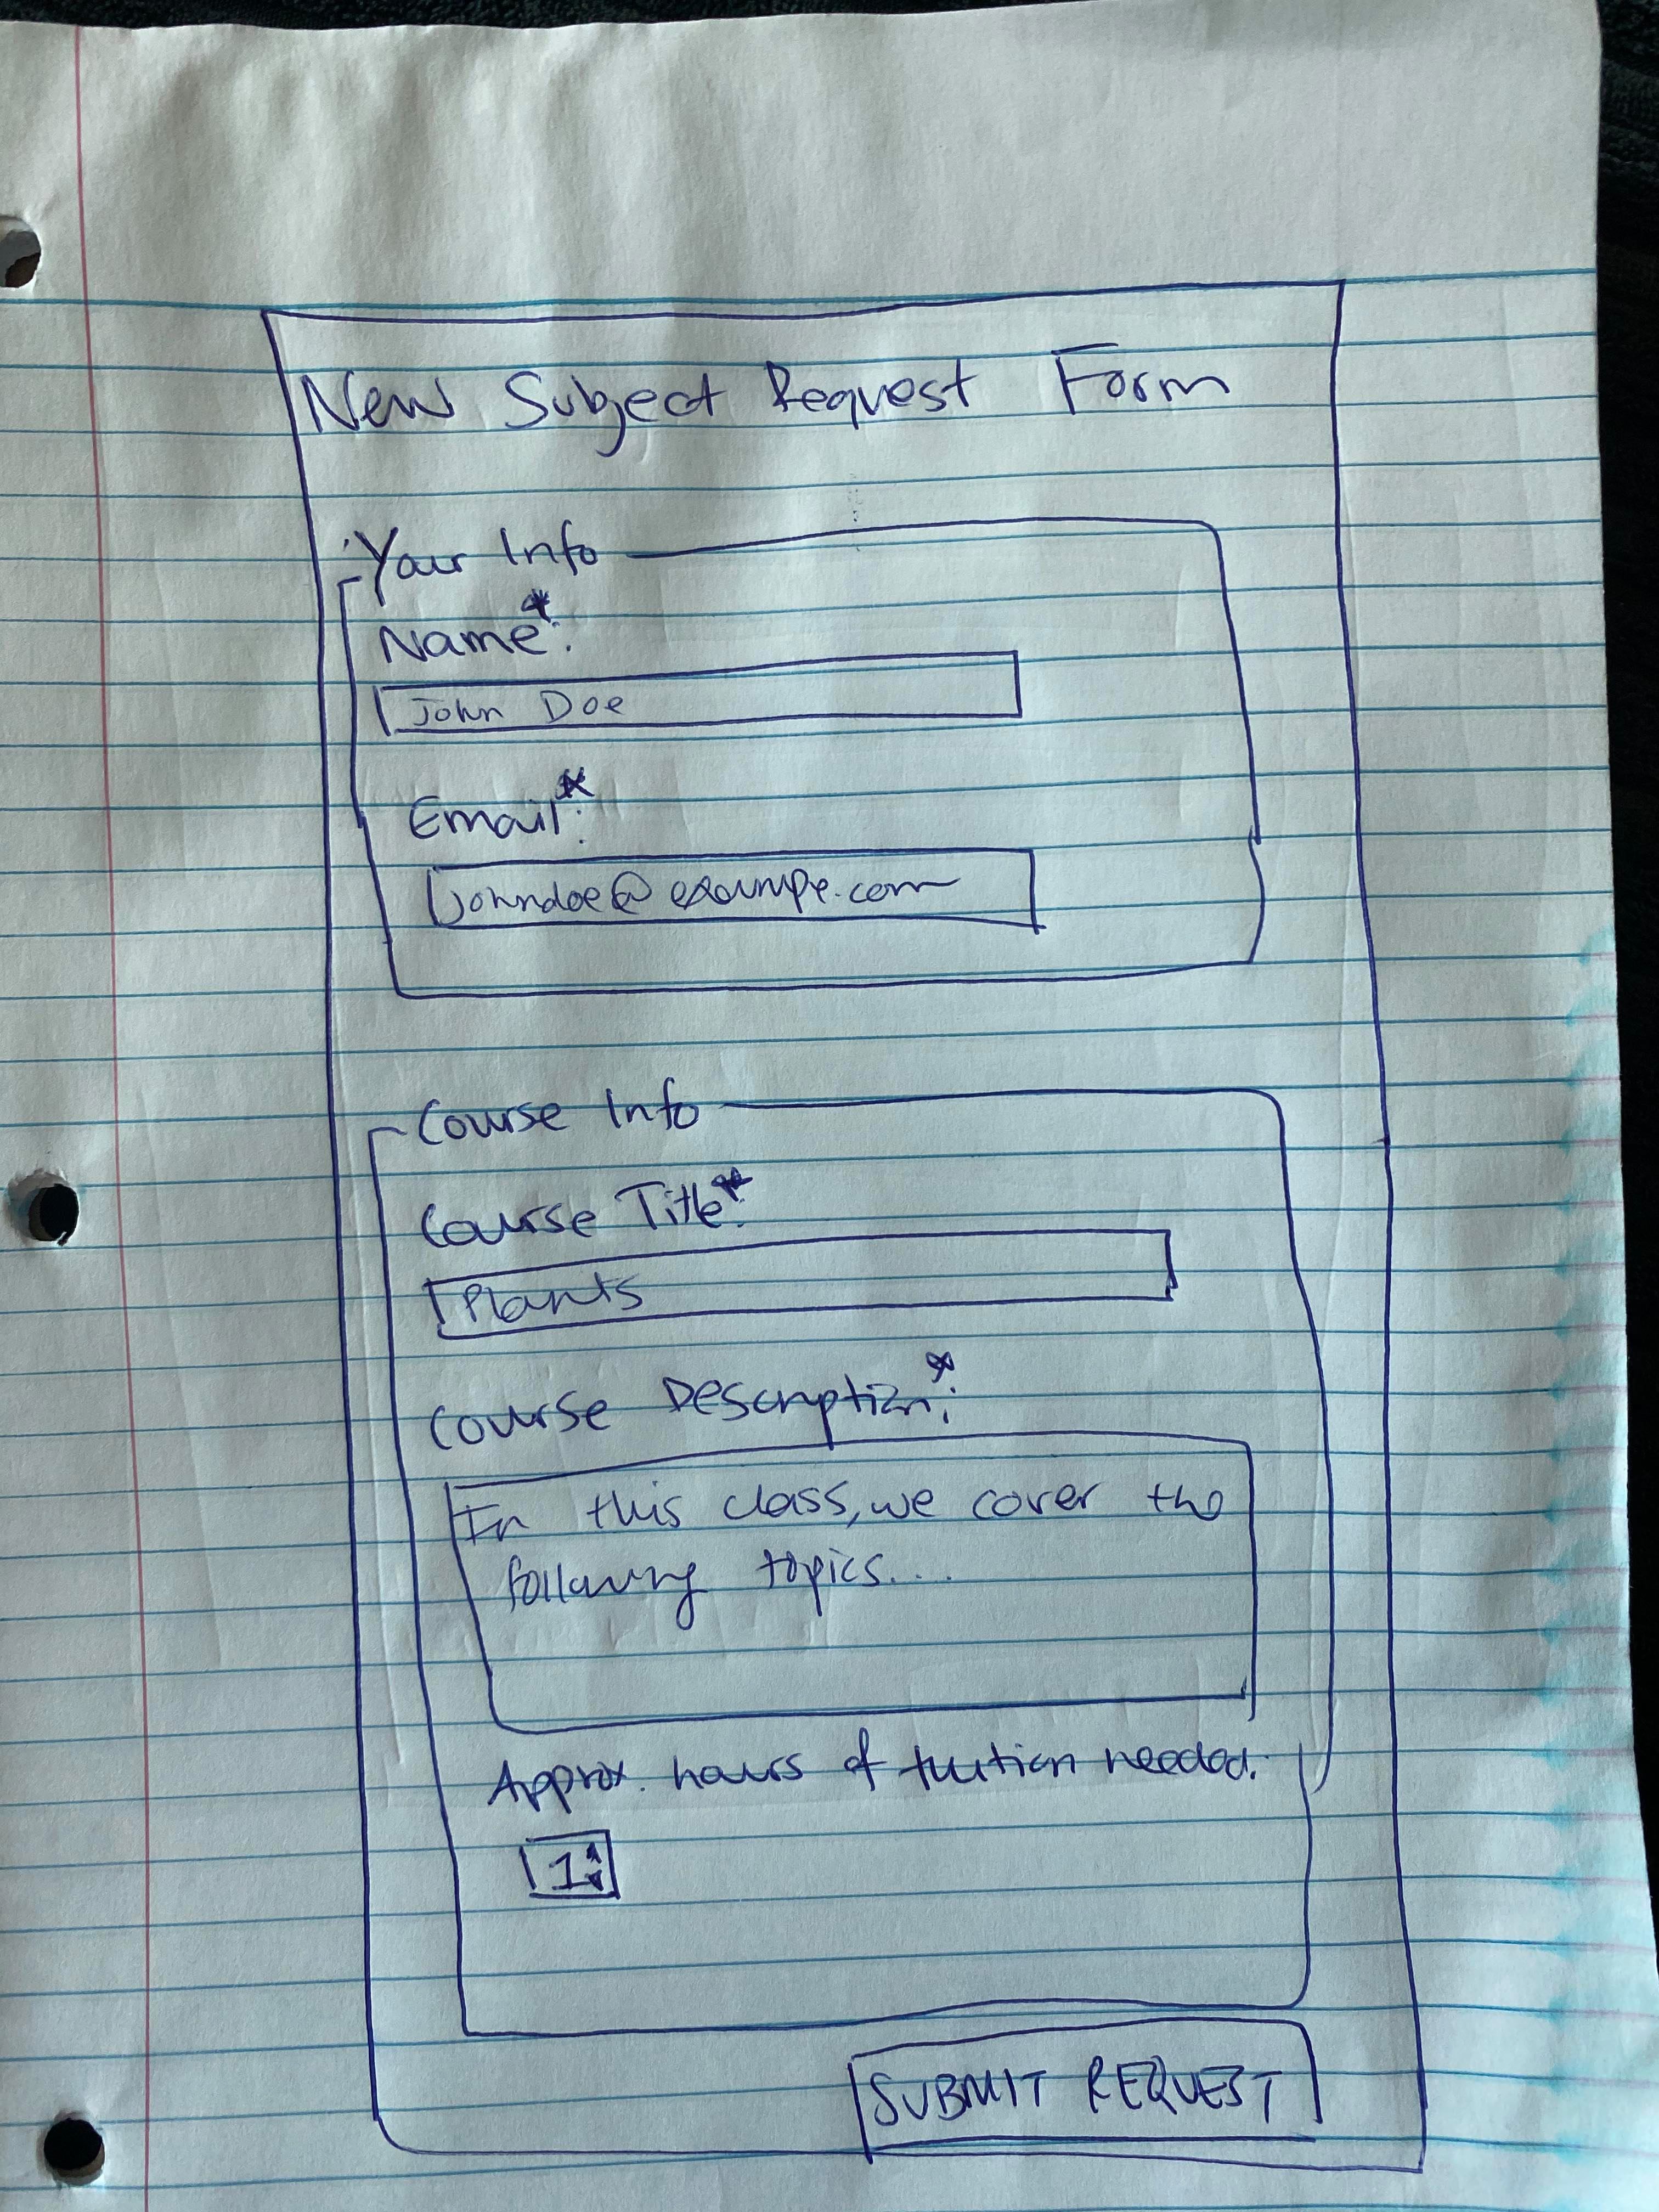 New Subject Request Form
Your Info
Name*:
John Doe
Email*:
johndoe@exampe.com
Course Info
Course Title*:
Plants
Course Description*:
In this class, we cover the
following topics....
Approx. hours of tuition needed:
1
SUBMIT REQUEST